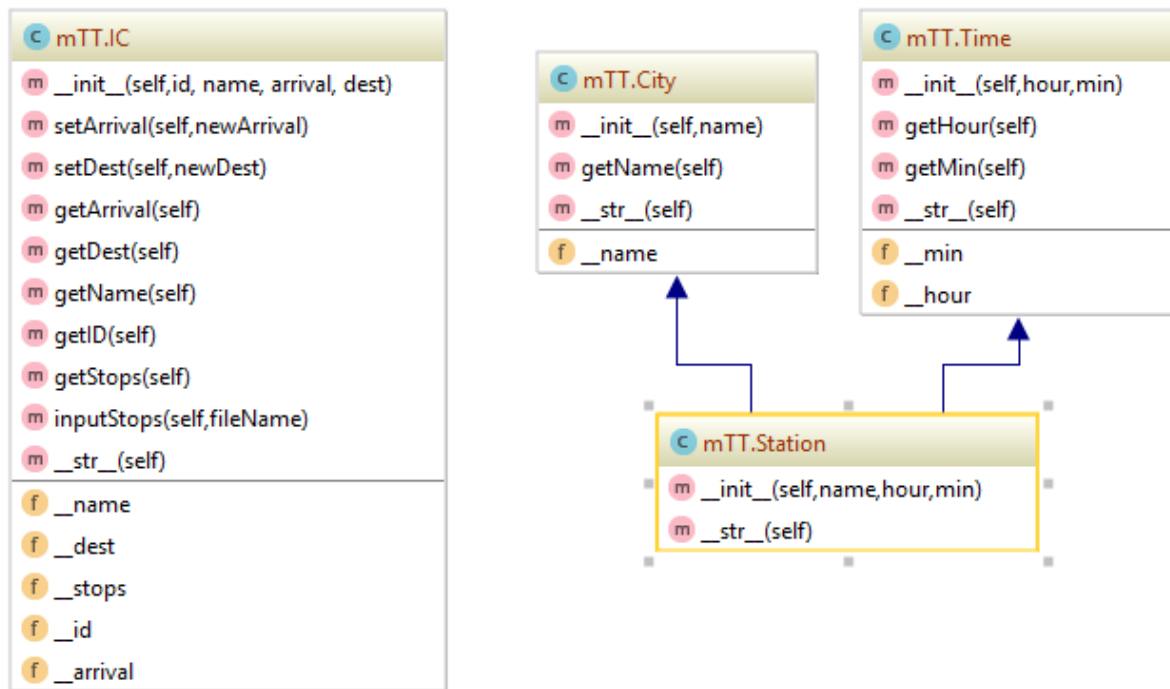 C mTT.IC
m __init__(self,id, name, arrival, dest)
m setArrival(self,newArrival)
m setDest(self,newDest)
m getArrival(self)
m getDest(self)
m getName(self)
m getID(self)
m getStops(self)
m inputStops(self,fileName)
m __str__(self)
f __name
f __dest
f __stops
f __id
f __arrival
C mTT.City
m __init__(self,name)
m getName(self)
m __str__(self)
f __name
C mTT.Time
m __init__(self,hour,min)
m getHour(self)
m getMin(self)
m __str__(self)
f __min
f __hour
C mTT.Station
m __init__(self,name,hour,min)
m __str__(self)